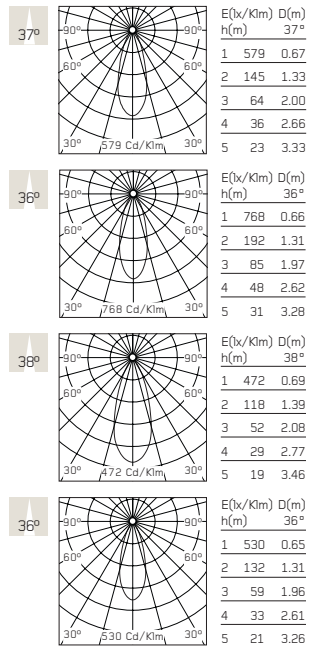 37°
90° 90°
60° 60°
30° 579 Cd/Klm 30°
E(lx/Klm) D(m)
h(m) 37°
1 579 0.67
2 145 1.33
3 64 2.00
4 36 2.66
5 23 3.33
36°
90° 90°
60° 60°
30° 768 Cd/Klm 30°
E(lx/Klm) D(m)
h(m) 36°
1 768 0.66
2 192 1.31
3 85 1.97
4 48 2.62
5 31 3.28
38°
90° 90°
60° 60°
30° 472 Cd/Klm 30°
E(lx/Klm) D(m)
h(m) 38°
1 472 0.69
2 118 1.39
3 52 2.08
4 29 2.77
5 19 3.46
36°
90° 90°
60° 60°
30° 530 Cd/Klm 30°
E(lx/Klm) D(m)
h(m) 36°
1 530 0.65
2 132 1.31
3 59 1.96
4 33 2.61
5 21 3.26